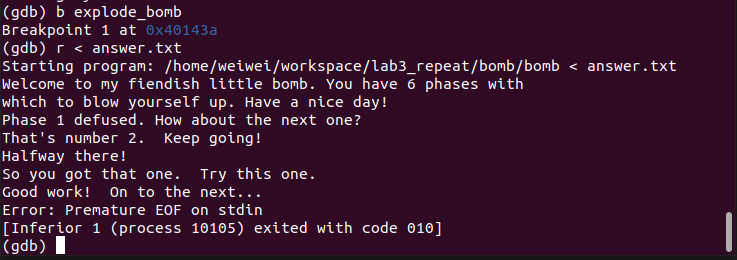 (gdb) b explode_bomb
Breakpoint 1 at 0x40143a
(gdb) r < answer.txt
Starting program: /home/weiwei/workspace/lab3_repeat/bomb/bomb < answer.txt
Welcome to my fiendish little bomb. You have 6 phases with
which to blow yourself up. Have a nice day!
Phase 1 defused. How about the next one?
That's number 2.  Keep going!
Halfway there!
So you got that one.  Try this one.
Good work!  On to the next...
Error: Premature EOF on stdin
[Inferior 1 (process 10105) exited with code 010]
(gdb)